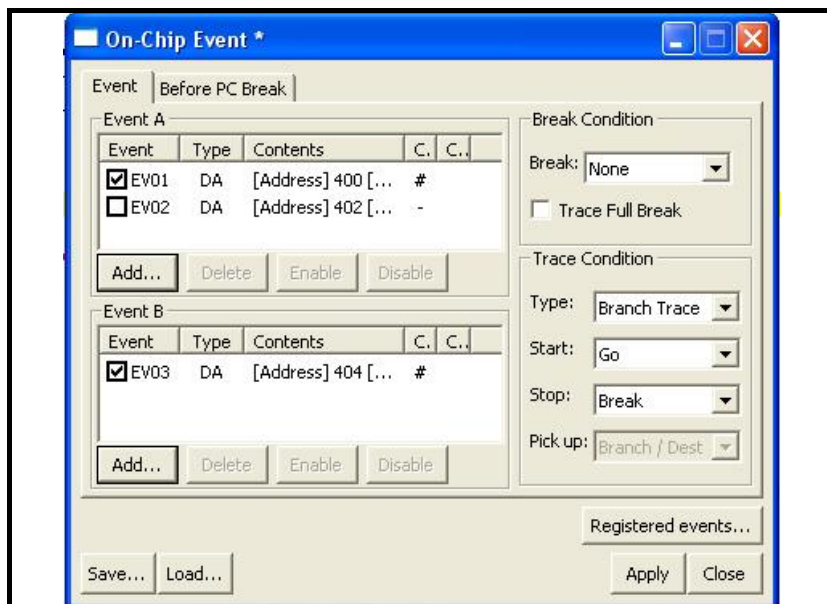 On-Chip Event *
Event Before PC Break
Event A
Event Type Contents C. C..
EV01 DA [Address] 400 [... #
EV02 DA [Address] 402 [... -
Add... Delete Enable Disable
Event B
Event Type Contents C. C..
EV03 DA [Address] 404 [... #
Add... Delete Enable Disable
Break Condition
Break: None
Trace Full Break
Trace Condition
Type: Branch Trace
Start: Go
Stop: Break
Pick up: Branch / Dest
Registered events...
Save... Load... Apply Close